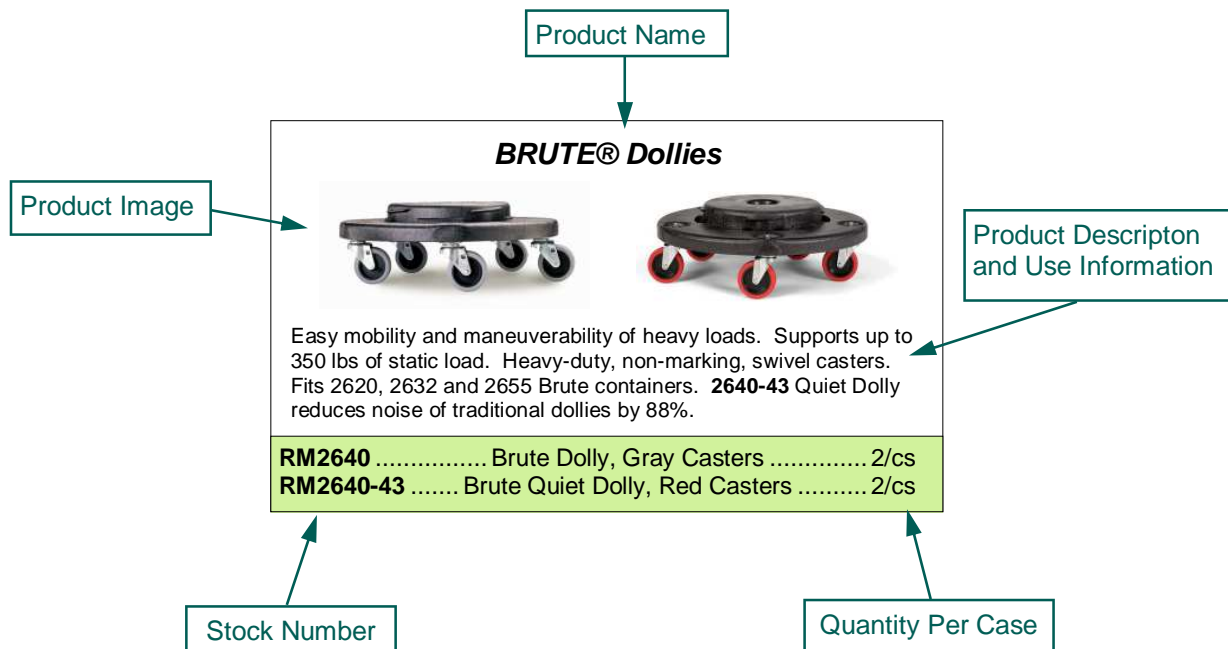 Product Name
BRUTE® Dollies
Product Image
Product Descripton
and Use Information
Easy mobility and maneuverability of heavy loads.  Supports up to
350 lbs of static load.  Heavy-duty, non-marking, swivel casters.
Fits 2620, 2632 and 2655 Brute containers.  2640-43 Quiet Dolly
reduces noise of traditional dollies by 88%.
RM2640 ................ Brute Dolly, Gray Casters .............. 2/cs
RM2640-43 ....... Brute Quiet Dolly, Red Casters .......... 2/cs
Stock Number
Quantity Per Case